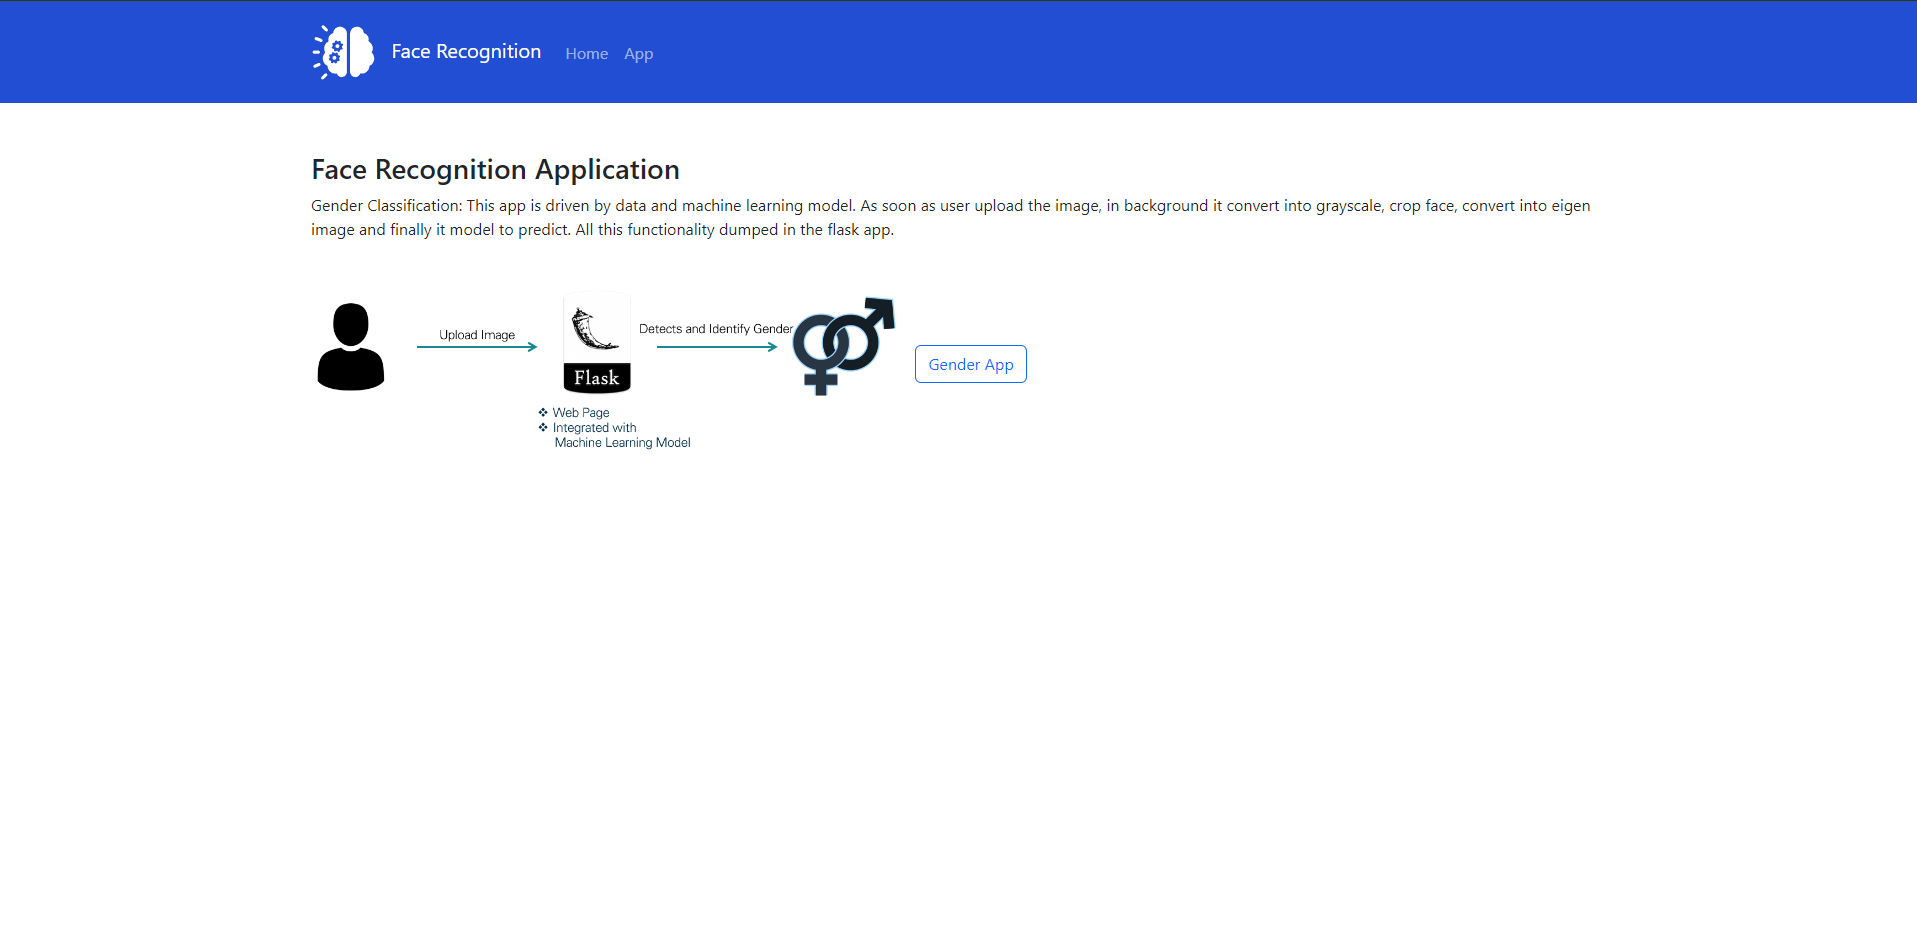 Face Recognition Home App
Face Recognition Application
Gender Classification: This app is driven by data and machine learning model. As soon as user upload the image, in background it convert into grayscale, crop face, convert into eigen
image and finally it model to predict. All this functionality dumped in the flask app.
Upload Image
Flask
Detects and Identify Gender
Gender App
❖ Web Page
❖ Integrated with
Machine Learning Model